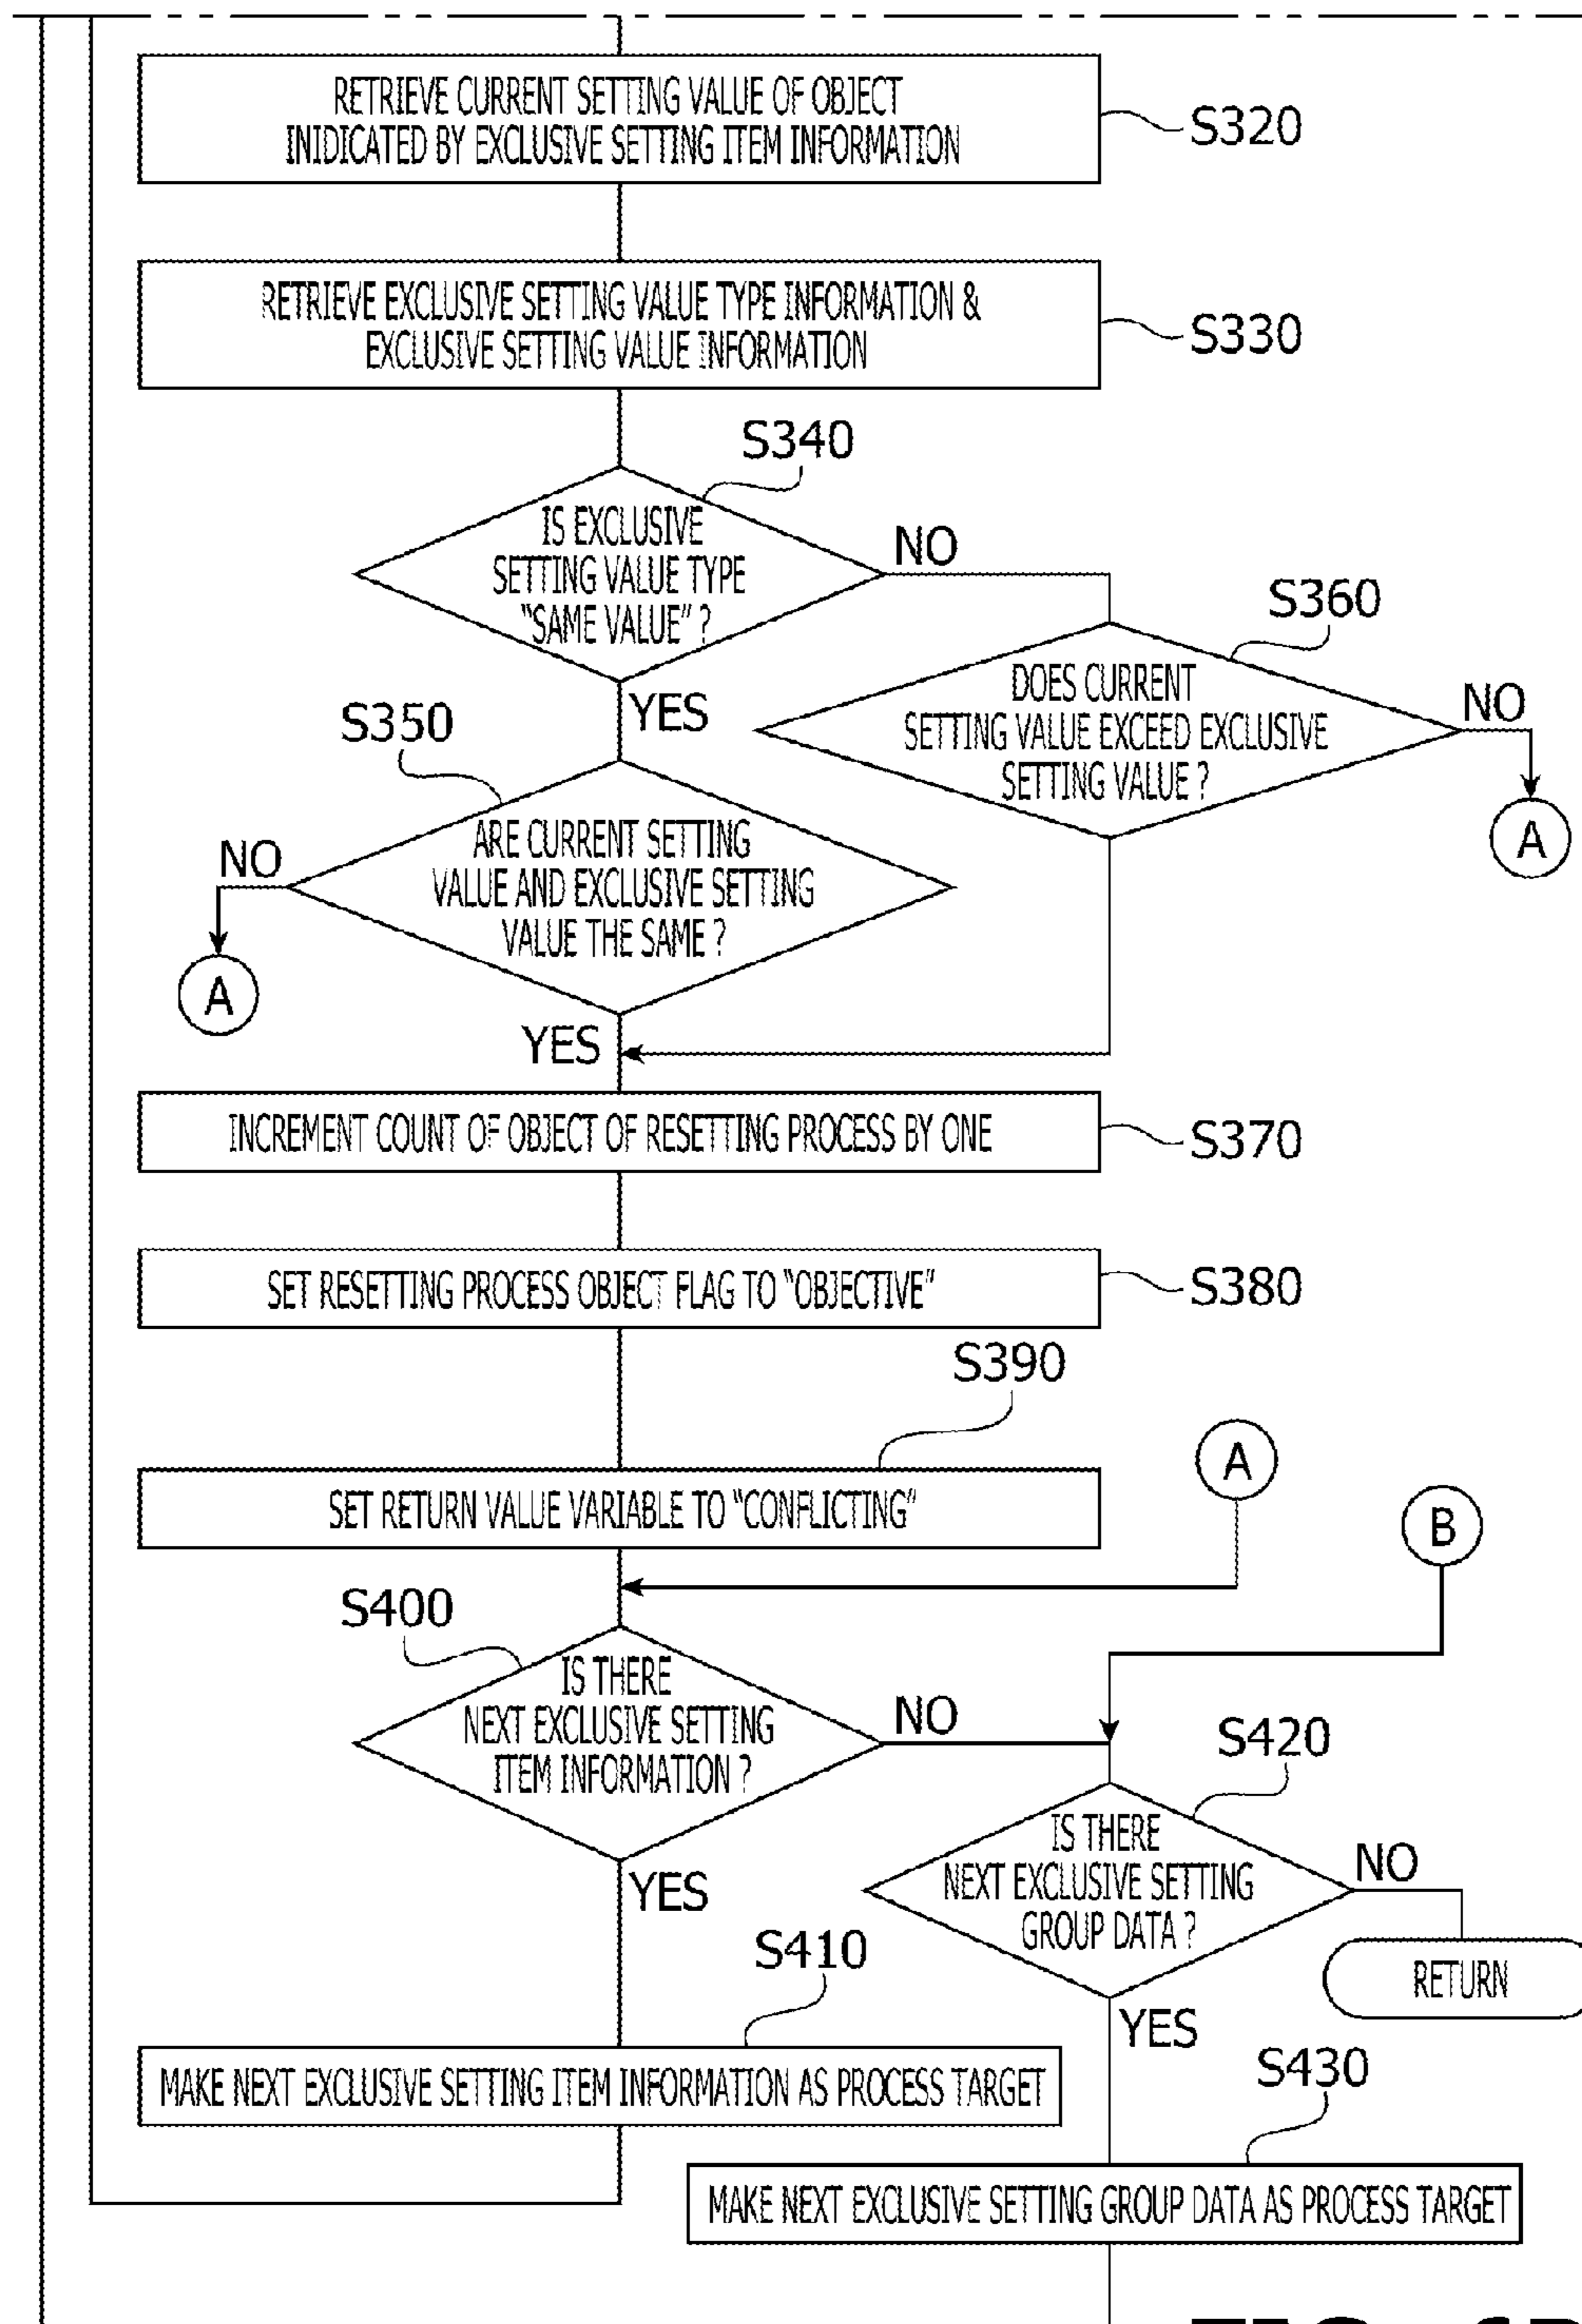 RETRIEVE CURRENT SETTING VALUE OF OBJECT
INIDICATED BY EXCLUSIVE SETTING ITEM INFORMATION
S320
RETRIEVE EXCLUSIVE SETTING VALUE TYPE INFORMATION &
EXCLUSIVE SETTING VALUE INFORMATION
S330
S340
IS EXCLUSIVE
SETTING VALUE TYPE
"SAME VALUE" ?
NO
YES
S360
DOES CURRENT
SETTING VALUE EXCEED EXCLUSIVE
SETTING VALUE ?
NO
A
S350
ARE CURRENT SETTING
VALUE AND EXCLUSIVE SETTING
VALUE THE SAME ?
NO
A
YES
INCREMENT COUNT OF OBJECT OF RESETTING PROCESS BY ONE
S370
SET RESETTING PROCESS OBJECT FLAG TO "OBJECTIVE"
S380
S390
SET RETURN VALUE VARIABLE TO "CONFLICTING"
A
B
S400
IS THERE
NEXT EXCLUSIVE SETTING
ITEM INFORMATION ?
NO
YES
S420
IS THERE
NEXT EXCLUSIVE SETTING
GROUP DATA ?
NO
RETURN
YES
S410
MAKE NEXT EXCLUSIVE SETTING ITEM INFORMATION AS PROCESS TARGET
S430
MAKE NEXT EXCLUSIVE SETTING GROUP DATA AS PROCESS TARGET